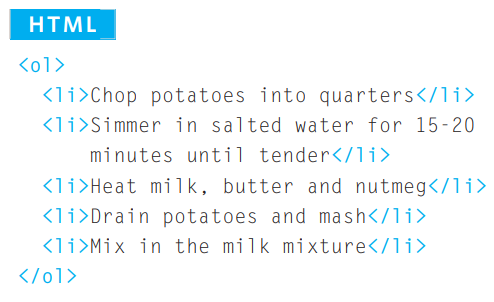 HTML
<ol>
<li>Chop potatoes into quarters</li>
<li>Simmer in salted water for 15-20
minutes until tender</li>
<li>Heat milk, butter and nutmeg</li>
<li>Drain potatoes and mash</li>
<li>Mix in the milk mixture</li>
</ol>